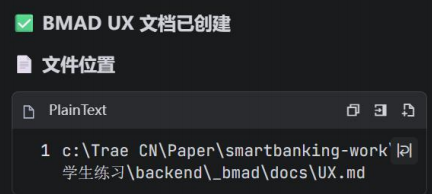 ✅ BMAD UX 文档已创建
📄 文件位置
PlainText
1 c:\Trae CN\Paper\smartbanking-work\
学生练习\backend\_bmad\docs\UX.md